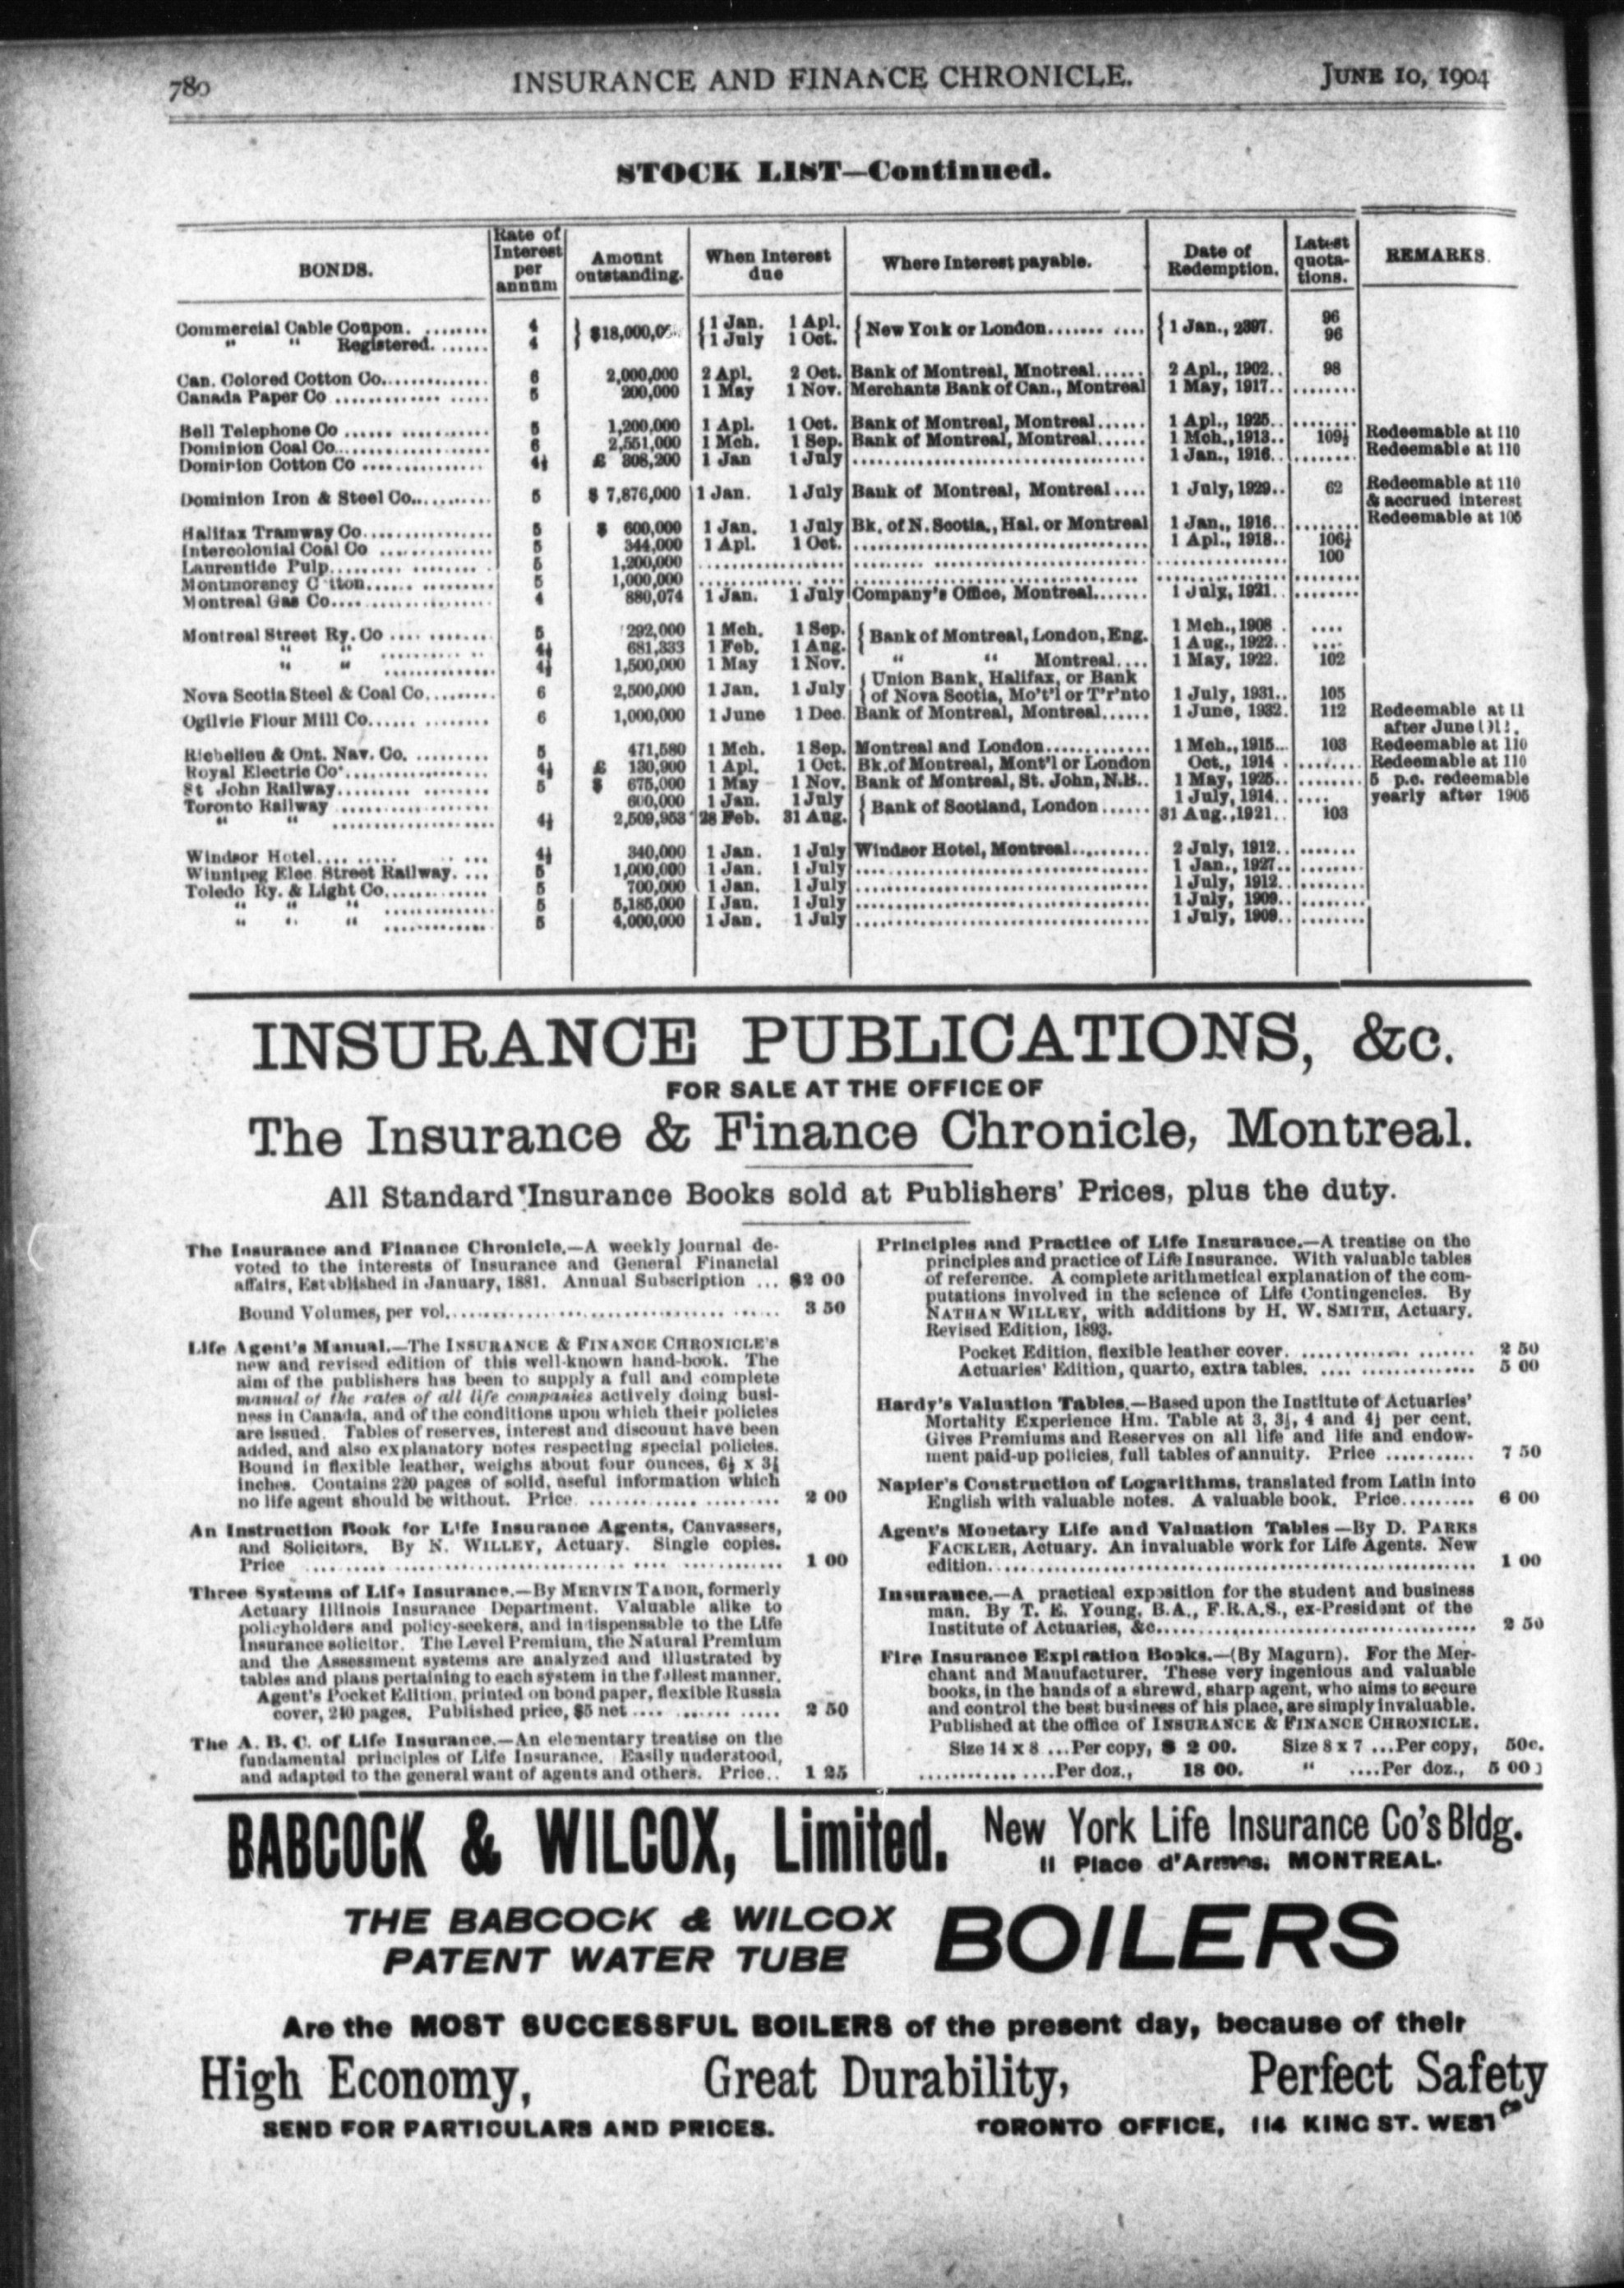 780 INSURANCE AND FINANCE CHRONICLE. JUNE 10, 1904
STOCK LIST—Continued.
BONDS. Rate of Interest per annum Amount outstanding. When Interest due Where Interest payable. Date of Redemption. Latest quotations. REMARKS.
Commercial Cable Coupon. 4 $18,000,0 1 Jan. 1 Apl. New York or London 1 Jan., 2397. 96
" " Registered. 4 1 July 1 Oct. 96
Can. Colored Cotton Co. 6 2,000,000 2 Apl. 2 Oct. Bank of Montreal, Mnotreal 2 Apl., 1902. 98
Canada Paper Co 5 200,000 1 May 1 Nov. Merchants Bank of Can., Montreal 1 May, 1917.
Bell Telephone Co 5 1,200,000 1 Apl. 1 Oct. Bank of Montreal, Montreal 1 Apl., 1925. Redeemable at 110
Dominion Coal Co. 6 2,551,000 1 Mch. 1 Sep. Bank of Montreal, Montreal 1 Mch., 1913. 109½ Redeemable at 110
Dominion Cotton Co 4½ £ 308,200 1 Jan 1 July 1 Jan., 1916.
Dominion Iron & Steel Co. 5 $ 7,876,000 1 Jan. 1 July Bank of Montreal, Montreal 1 July, 1929. 62 Redeemable at 110
& accrued interest
Halifax Tramway Co. 5 $ 600,000 1 Jan. 1 July Bk. of N. Scotia., Hal. or Montreal 1 Jan., 1916. Redeemable at 105
Intercolonial Coal Co 5 344,000 1 Apl. 1 Oct. 1 Apl., 1918. 106½
Laurentide Pulp 5 1,200,000 100
Montmorency C tton 5 1,000,000
Montreal Gas Co. 4 880,074 1 Jan. 1 July Company's Office, Montreal 1 July, 1921.
Montreal Street Ry. Co 5 292,000 1 Mch. 1 Sep. Bank of Montreal, London, Eng. 1 Mch., 1908
" " 4½ 681,333 1 Feb. 1 Aug. 1 Aug., 1922.
" " 4½ 1,500,000 1 May 1 Nov. " " Montreal 1 May, 1922. 102
Union Bank, Halifax, or Bank
Nova Scotia Steel & Coal Co. 6 2,500,000 1 Jan. 1 July of Nova Scotia, Mo't'l or T'r'nto 1 July, 1931. 105
Ogilvie Flour Mill Co. 6 1,000,000 1 June 1 Dec. Bank of Montreal, Montreal 1 June, 1932. 112 Redeemable at 11
after June
Richelieu & Ont. Nav. Co. 5 471,580 1 Mch. 1 Sep. Montreal and London 1 Mch., 1915. 103 Redeemable at 110
Royal Electric Co. 4½ £ 130,900 1 Apl. 1 Oct. Bk. of Montreal, Mont'l or London Oct., 1914 Redeemable at 110
St John Railway 5 $ 675,000 1 May 1 Nov. Bank of Montreal, St. John, N.B. 1 May, 1925. 5 p.c. redeemable
Toronto Railway 600,000 1 Jan. 1 July Bank of Scotland, London 1 July, 1914. yearly after 1905
" " 4½ 2,509,953 28 Feb. 31 Aug. 31 Aug., 1921. 103
Windsor Hotel 4½ 340,000 1 Jan. 1 July Windsor Hotel, Montreal 2 July, 1912.
Winnipeg Elec. Street Railway. 5 1,000,000 1 Jan. 1 July 1 Jan., 1927.
Toledo Ry. & Light Co. 5 700,000 1 Jan. 1 July 1 July, 1912.
" " " 5 5,185,000 1 Jan. 1 July 1 July, 1909.
" " " 5 4,000,000 1 Jan. 1 July 1 July, 1909.
INSURANCE PUBLICATIONS, &c.
FOR SALE AT THE OFFICE OF
The Insurance & Finance Chronicle, Montreal.
All Standard Insurance Books sold at Publishers' Prices, plus the duty.
The Insurance and Finance Chronicle.—A weekly journal de-
voted to the interests of Insurance and General Financial
affairs, Established in January, 1881. Annual Subscription ... $2 00
Bound Volumes, per vol. 3 50
Life Agent's Manual.—The INSURANCE & FINANCE CHRONICLE'S
new and revised edition of this well-known hand-book. The
aim of the publishers has been to supply a full and complete
manual of the rates of all life companies actively doing busi-
ness in Canada, and of the conditions upon which their policies
are issued. Tables of reserves, interest and discount have been
added, and also explanatory notes respecting special policies.
Bound in flexible leather, weighs about four ounces, 6½ x 3½
inches. Contains 220 pages of solid, useful information which
no life agent should be without. Price 2 00
An Instruction Book for Life Insurance Agents, Canvassers,
and Solicitors. By N. WILLEY, Actuary. Single copies.
Price 1 00
Three Systems of Life Insurance.—By MERVIN TABOR, formerly
Actuary Illinois Insurance Department. Valuable alike to
policyholders and policy-seekers, and indispensable to the Life
Insurance solicitor. The Level Premium, the Natural Premium
and the Assessment systems are analyzed and illustrated by
tables and plans pertaining to each system in the fullest manner.
Agent's Pocket Edition, printed on bond paper, flexible Russia
cover, 240 pages. Published price, $5 net 2 50
The A. B. C. of Life Insurance.—An elementary treatise on the
fundamental principles of Life Insurance. Easily understood,
and adapted to the general want of agents and others. Price.. 1 25
Principles and Practice of Life Insurance.—A treatise on the
principles and practice of Life Insurance. With valuable tables
of reference. A complete arithmetical explanation of the com-
putations involved in the science of Life Contingencies. By
NATHAN WILLEY, with additions by H. W. SMITH, Actuary.
Revised Edition, 1893.
Pocket Edition, flexible leather cover. 2 50
Actuaries' Edition, quarto, extra tables. 5 00
Hardy's Valuation Tables.—Based upon the Institute of Actuaries'
Mortality Experience Hm. Table at 3, 3½, 4 and 4½ per cent.
Gives Premiums and Reserves on all life and life and endow-
ment paid-up policies, full tables of annuity. Price 7 50
Napier's Construction of Logarithms, translated from Latin into
English with valuable notes. A valuable book. Price 6 00
Agent's Monetary Life and Valuation Tables—By D. PARKS
FACKLER, Actuary. An invaluable work for Life Agents. New
edition. 1 00
Insurance.—A practical exposition for the student and business
man. By T. E. Young, B.A., F.R.A.S., ex-President of the
Institute of Actuaries, &c. 2 50
Fire Insurance Expiration Books.—(By Magurn). For the Mer-
chant and Manufacturer. These very ingenious and valuable
books, in the hands of a shrewd, sharp agent, who aims to secure
and control the best business of his place, are simply invaluable.
Published at the office of INSURANCE & FINANCE CHRONICLE.
Size 14 x 8 ...Per copy, $ 2 00. Size 8 x 7 ...Per copy, 50c.
Per doz., 18 00. " ....Per doz., 5 00
BABCOCK & WILCOX, Limited. New York Life Insurance Co's Bldg.
11 Place d'Armes, MONTREAL.
THE BABCOCK & WILCOX
PATENT WATER TUBE BOILERS
Are the MOST SUCCESSFUL BOILERS of the present day, because of their
High Economy, Great Durability, Perfect Safety
SEND FOR PARTICULARS AND PRICES. TORONTO OFFICE, 114 KING ST. WEST